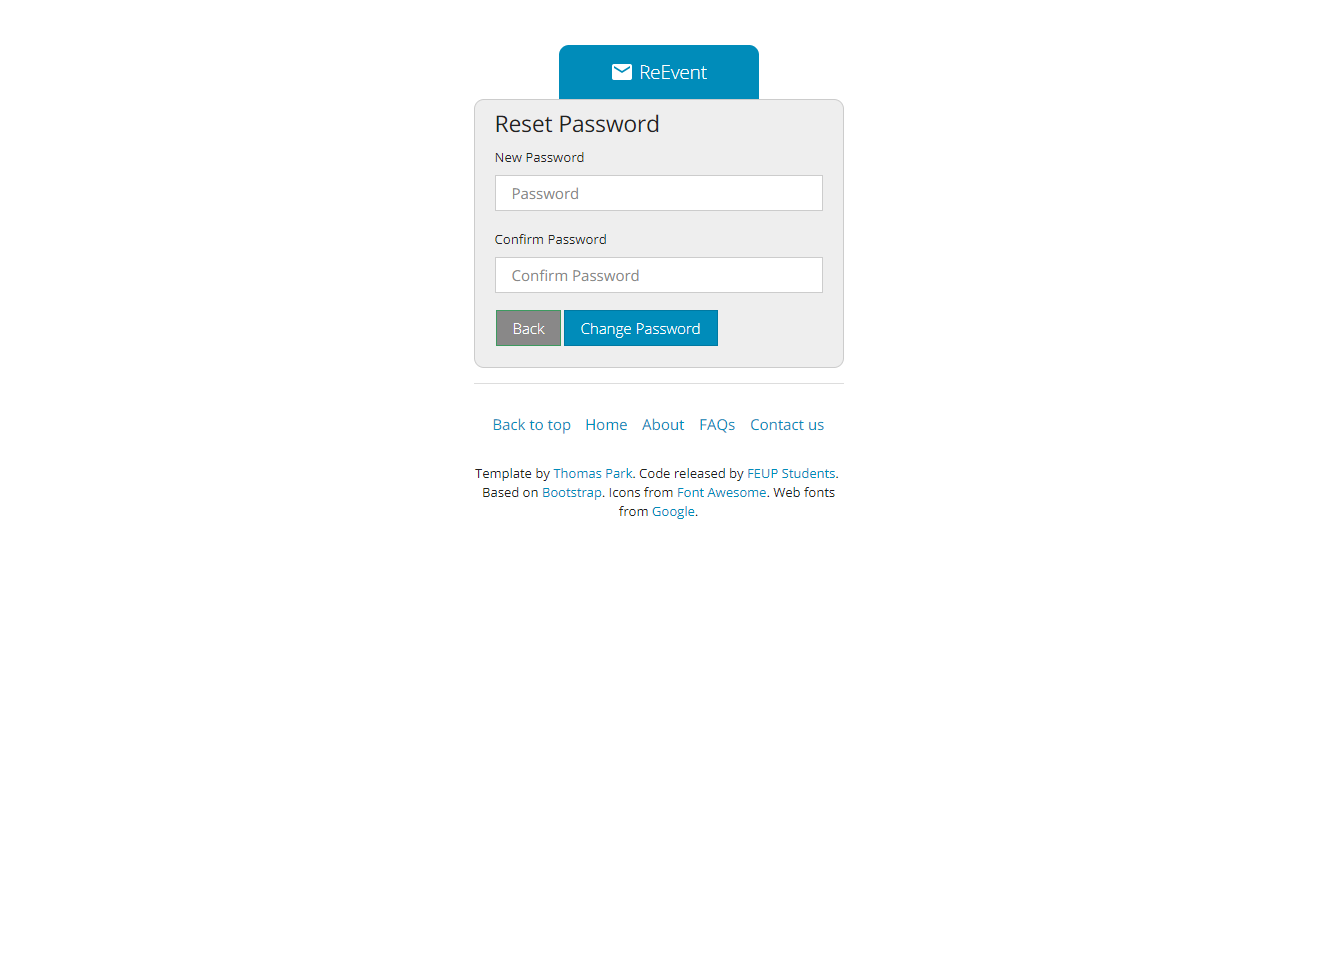 ReEvent
Reset Password
New Password
Password
Confirm Password
Confirm Password
Back Change Password
Back to top Home About FAQs Contact us
Template by Thomas Park. Code released by FEUP Students.
Based on Bootstrap. Icons from Font Awesome. Web fonts
from Google.